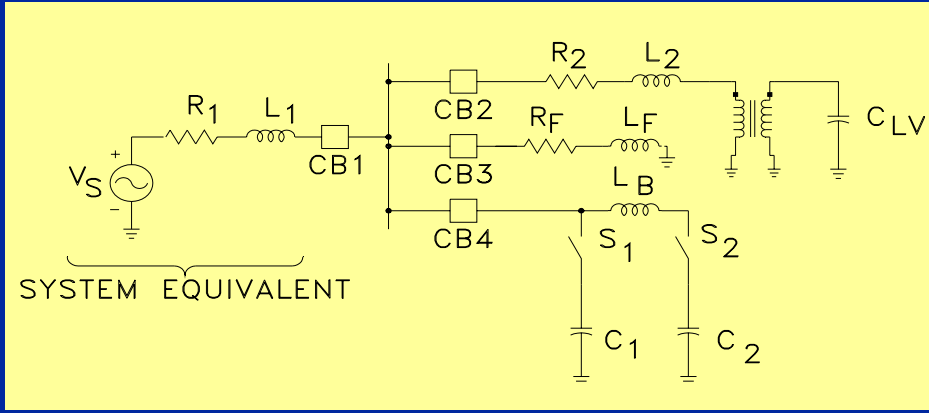 R2 L2
CB2
CLV
R1 L1
CB1
RF LF
CB3
+
VS
−
LB
CB4
S1 S2
SYSTEM EQUIVALENT
C1 C2